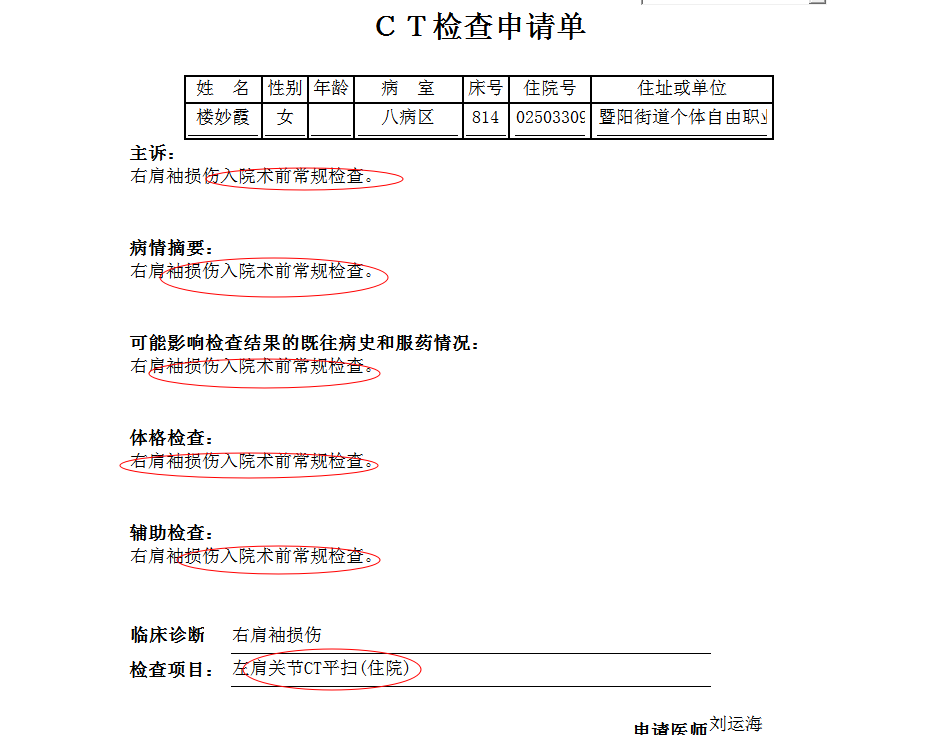 CT检查申请单
姓 名 性别 年龄 病 室 床号 住院号 住址或单位
楼妙霞 女 八病区 814 02503309 暨阳街道个体自由职业
主诉：
右肩袖损伤入院术前常规检查。
病情摘要：
右肩袖损伤入院术前常规检查。
可能影响检查结果的既往病史和服药情况：
右肩袖损伤入院术前常规检查。
体格检查：
右肩袖损伤入院术前常规检查。
辅助检查：
右肩袖损伤入院术前常规检查。
临床诊断 右肩袖损伤
检查项目： 左肩关节CT平扫(住院)
申请医师 刘运海